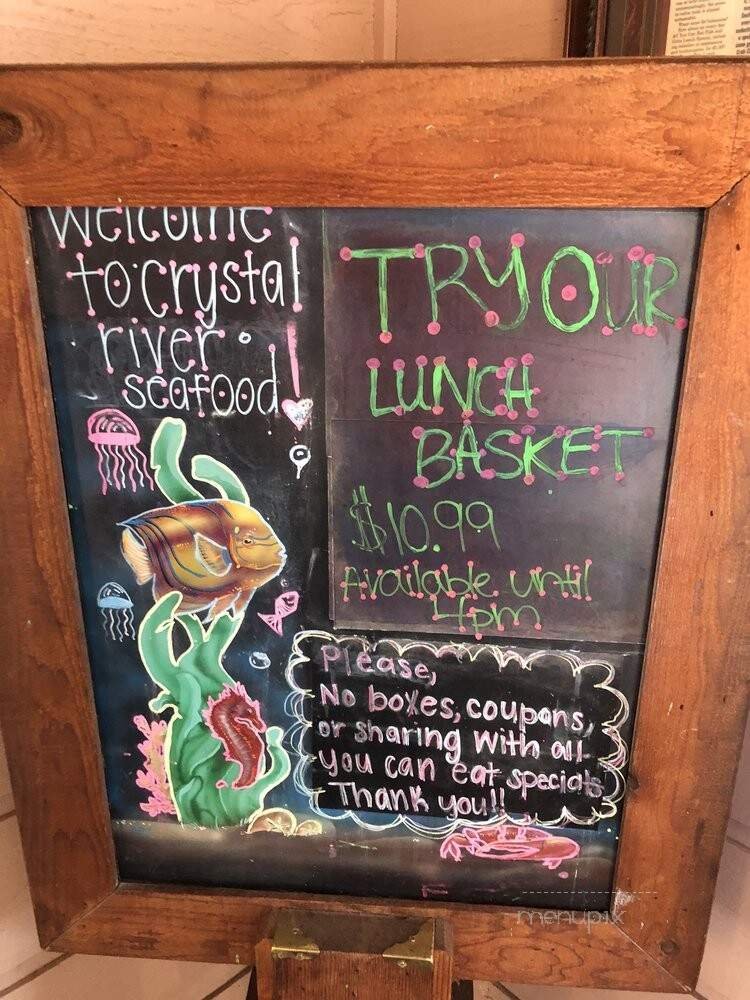 welcome
to crystal
river
seafood!
TRY OUR
LUNCH
BASKET
$10.99
Available until
4pm
Please,
No boxes, coupons,
or sharing with all
you can eat specials
Thank you!!
menupix